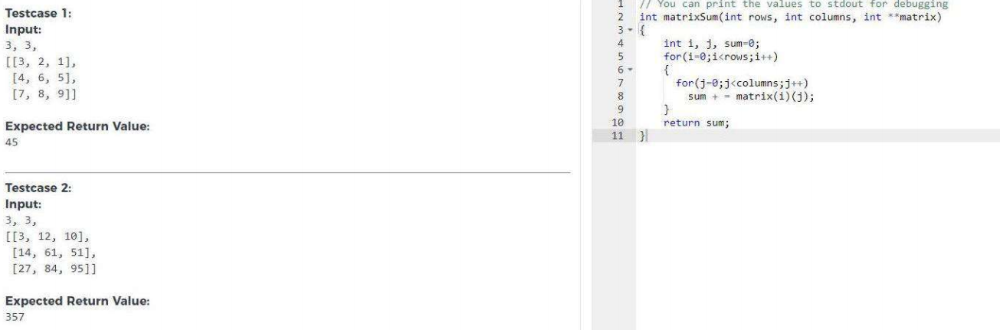 Testcase 1:
Input:
3, 3,
[[3, 2, 1],
[4, 6, 5],
[7, 8, 9]]
Expected Return Value:
45
Testcase 2:
Input:
3, 3,
[[3, 12, 10],
[14, 61, 51],
[27, 84, 95]]
Expected Return Value:
357
1 // You can print the values to stdout for debugging
2 int matrixSum(int rows, int columns, int **matrix)
3 {
4 int i, j, sum=0;
5 for(i=0;i<rows;i++)
6 {
7 for(j=0;j<columns;j++)
8 sum + = matrix(i)(j);
9 }
10 return sum;
11 }